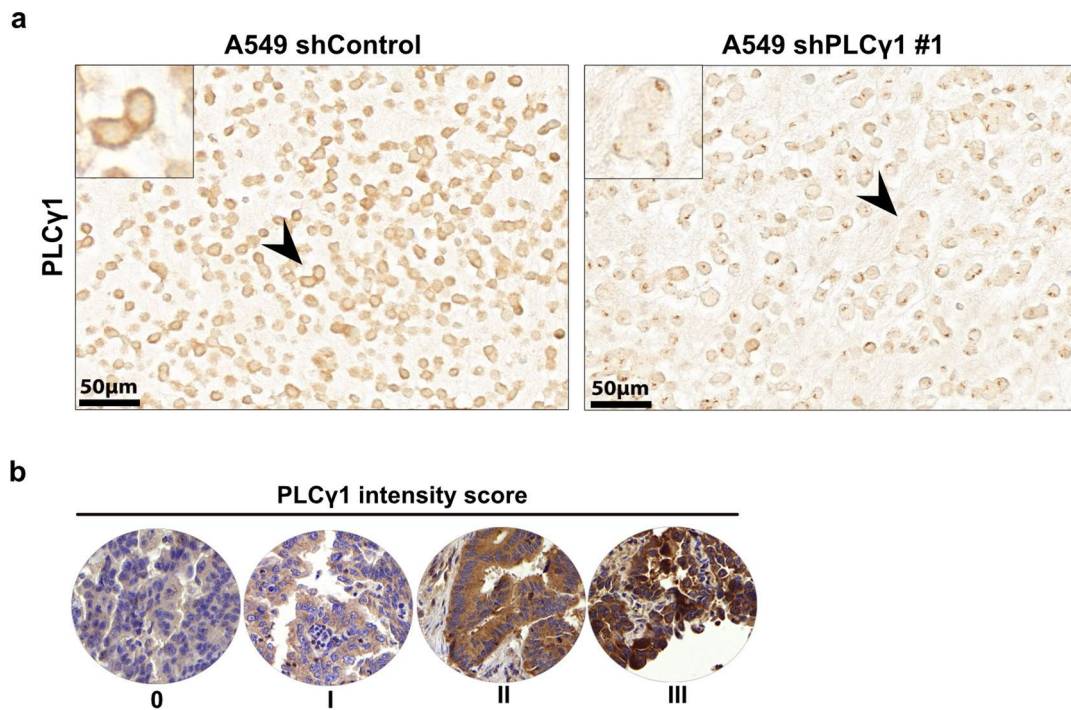 a
A549 shControl
A549 shPLCγ1 #1
PLCγ1
50μm
50μm
b
PLCγ1 intensity score
0
I
II
III